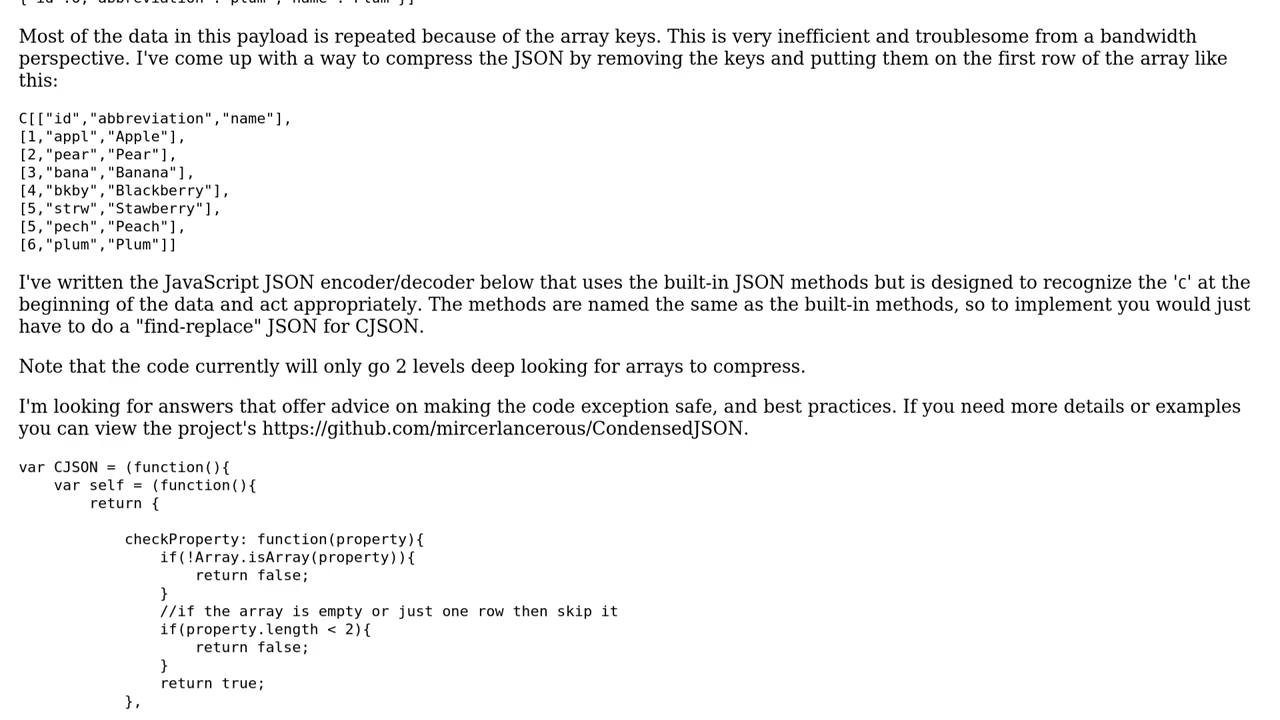 {"id":6,"abbreviation":"plum","name":"Plum"}]
Most of the data in this payload is repeated because of the array keys. This is very inefficient and troublesome from a bandwidth
perspective. I've come up with a way to compress the JSON by removing the keys and putting them on the first row of the array like
this:
C[["id","abbreviation","name"],
[1,"appl","Apple"],
[2,"pear","Pear"],
[3,"bana","Banana"],
[4,"bkby","Blackberry"],
[5,"strw","Stawberry"],
[5,"pech","Peach"],
[6,"plum","Plum"]]
I've written the JavaScript JSON encoder/decoder below that uses the built-in JSON methods but is designed to recognize the 'C' at the
beginning of the data and act appropriately. The methods are named the same as the built-in methods, so to implement you would just
have to do a "find-replace" JSON for CJSON.
Note that the code currently will only go 2 levels deep looking for arrays to compress.
I'm looking for answers that offer advice on making the code exception safe, and best practices. If you need more details or examples
you can view the project's https://github.com/mircerlancerous/CondensedJSON.
var CJSON = (function(){
    var self = (function(){
        return {
            checkProperty: function(property){
                if(!Array.isArray(property)){
                    return false;
                }
                //if the array is empty or just one row then skip it
                if(property.length < 2){
                    return false;
                }
                return true;
            },